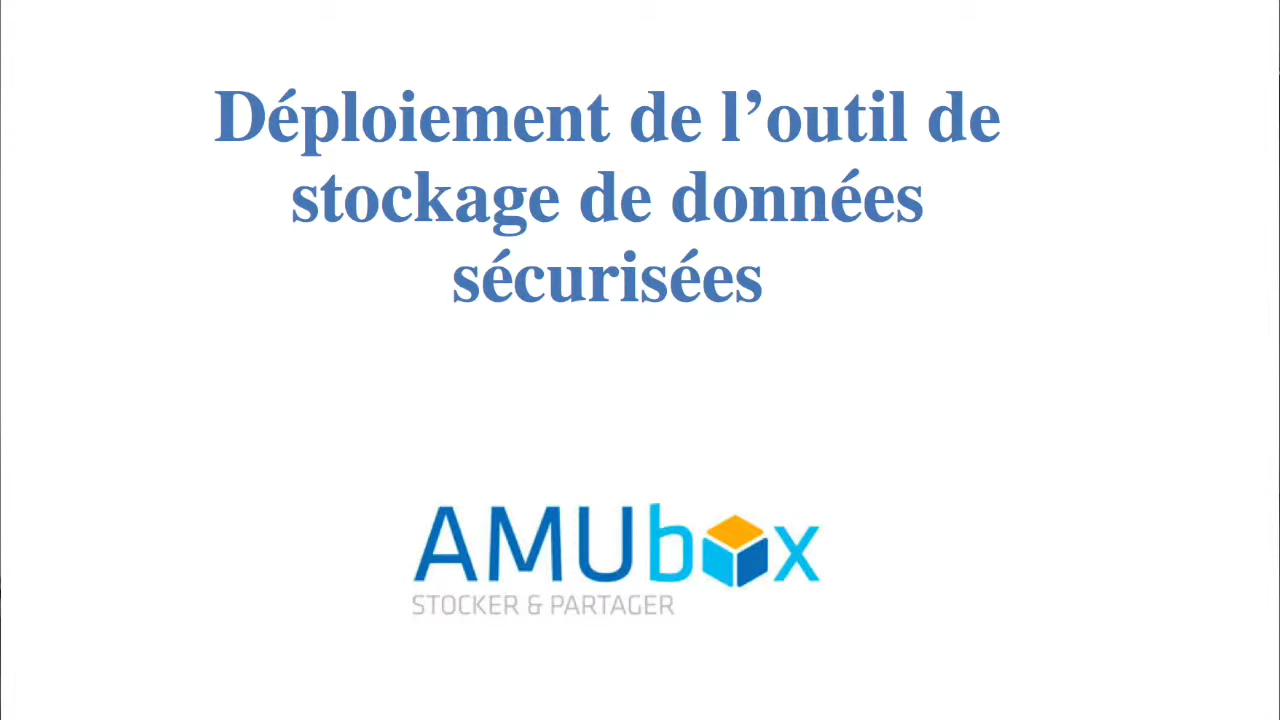 Déploiement de l’outil de
stockage de données
sécurisées
AMUbox
STOCKER & PARTAGER